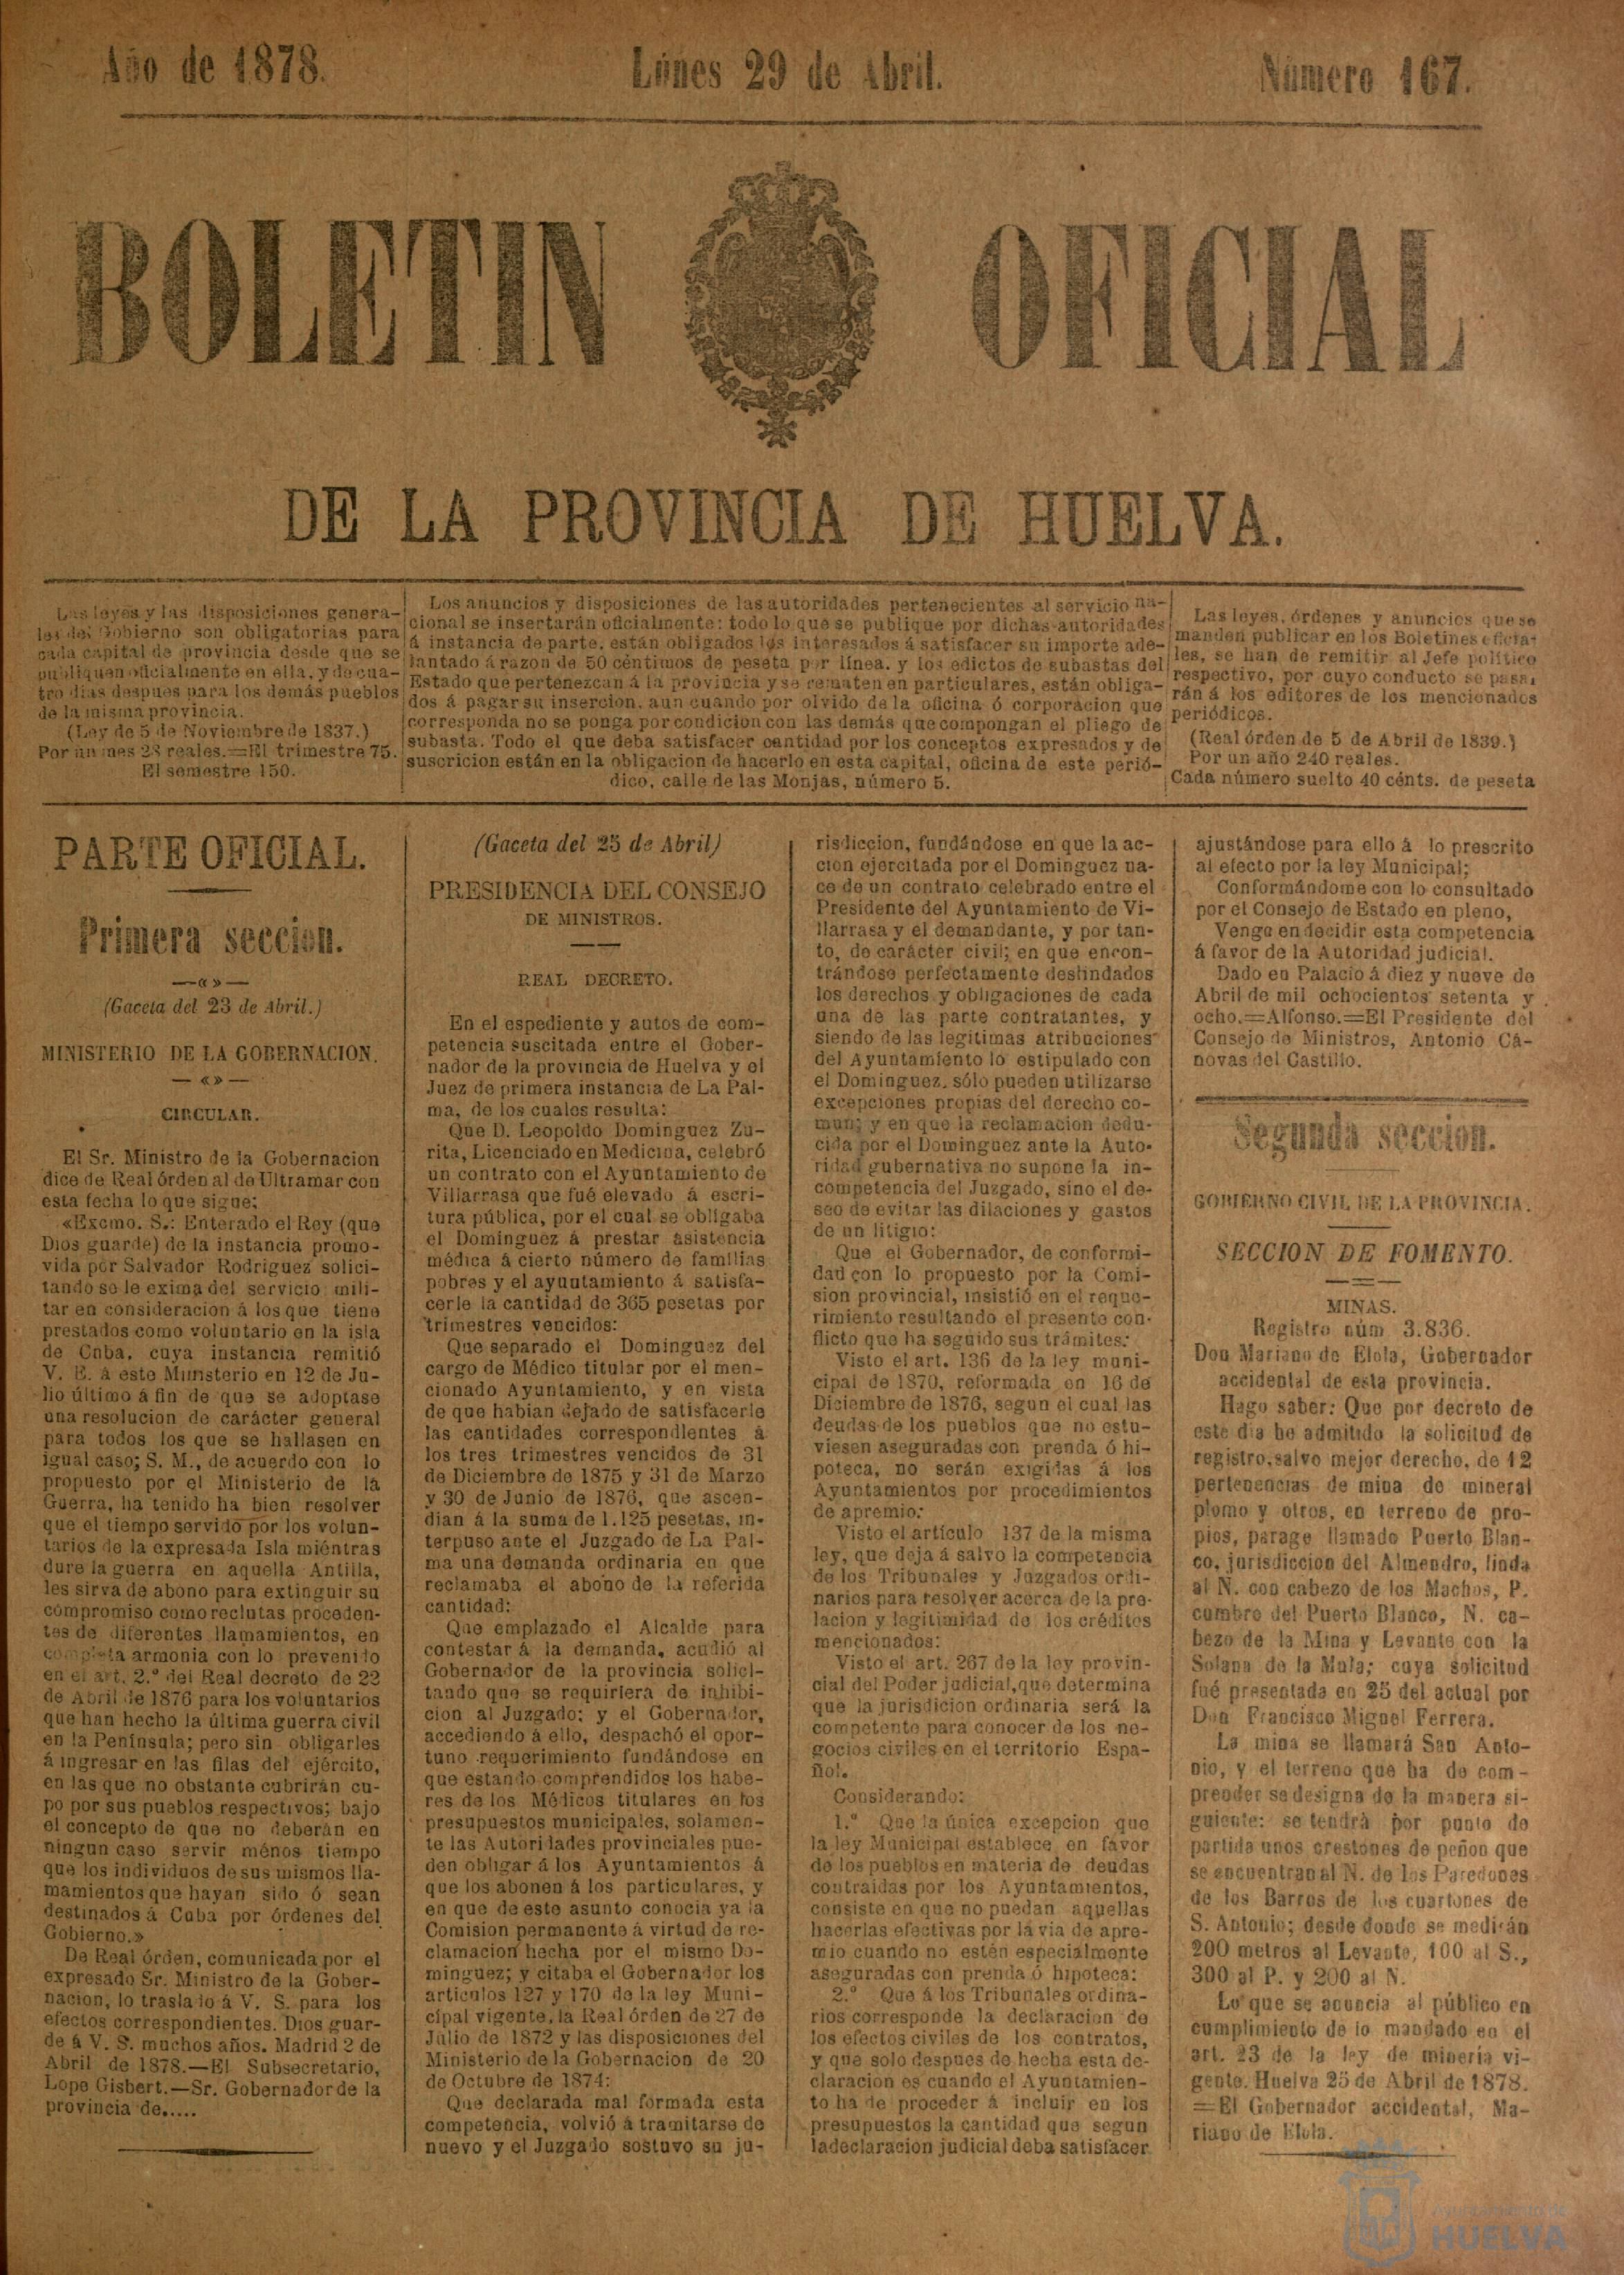 Año de 1878.
Lúnes 29 de Abril.
Número 167.
BOLETIN OFICIAL
DE LA PROVINCIA DE HUELVA.
Las leyes y las disposiciones genera-
les del Gobierno son obligatorias para
cada capital de provincia desde que se
publiquen oficialmente en ella, y de cua-
tro dias despues para los demás pueblos
de la misma provincia.
(Ley de 5 de Noviembre de 1837.)
Por un mes 28 reales.=El trimestre 75.
El semestre 150.
Los anuncios y disposiciones de las autoridades pertenecientes al servicio na-
cional se insertarán oficialmente: todo lo que se publique por dichas autoridades
á instancia de parte, están obligados los interesados á satisfacer su importe ade-
lantado á razon de 50 céntimos de peseta por línea, y los edictos de subastas del
Estado que pertenezcan á la provincia y se rematen en particulares, están obliga-
dos á pagar su insercion, aun cuando por olvido de la oficina ó corporacion que
corresponda no se ponga por condicion con las demás que compongan el pliego de
subasta. Todo el que deba satisfacer cantidad por los conceptos expresados y de
suscricion están en la obligacion de hacerlo en esta capital, oficina de este perió-
dico, calle de las Monjas, número 5.
Las leyes, órdenes y anuncios que se
manden publicar en los Boletines oficia-
les, se han de remitir al Jefe político
respectivo, por cuyo conducto se pasa-
rán á los editores de los mencionados
periódicos.
(Real órden de 5 de Abril de 1839.)
Por un año 240 reales.
Cada número suelto 40 cénts. de peseta
PARTE OFICIAL.
Primera seccion.
—«»—
(Gaceta del 23 de Abril.)
MINISTERIO DE LA GOBERNACION.
—«»—
CIRCULAR.
El Sr. Ministro de la Gobernacion
dice de Real órden al de Ultramar con
esta fecha lo que sigue:
«Excmo. S.: Enterado el Rey (que
Dios guarde) de la instancia promo-
vida por Salvador Rodriguez solici-
tando se le exima del servicio mili-
tar en consideracion á los que tiene
prestados como voluntario en la isla
de Cuba, cuya instancia remitió
V. E. á este Ministerio en 12 de Ju-
lio último á fin de que se adoptase
una resolucion de carácter general
para todos los que se hallasen en
igual caso; S. M., de acuerdo con lo
propuesto por el Ministerio de la
Guerra, ha tenido ha bien resolver
que el tiempo servido por los volun-
tarios de la expresada Isla miéntras
dure la guerra en aquella Antilla,
les sirva de abono para extinguir su
compromiso como reclutas proceden-
tes de diferentes llamamientos, en
completa armonia con lo prevenido
en el art. 2.º del Real decreto de 22
de Abril de 1876 para los voluntarios
que han hecho la última guerra civil
en la Península; pero sin obligarles
á ingresar en las filas del ejército,
en las que no obstante cubrirán cu-
po por sus pueblos respectivos; bajo
el concepto de que no deberán en
ningun caso servir ménos tiempo
que los individuos de sus mismos lla-
mamientos que hayan sido ó sean
destinados á Cuba por órdenes del
Gobierno.»
De Real órden, comunicada por el
expresado Sr. Ministro de la Gober-
nacion, lo traslado á V. S. para los
efectos correspondientes. Dios guar-
de á V. S. muchos años. Madrid 2 de
Abril de 1878.—El Subsecretario,
Lope Gisbert.—Sr. Gobernador de la
provincia de.....
(Gaceta del 25 de Abril)
PRESIDENCIA DEL CONSEJO
DE MINISTROS.
REAL DECRETO.
En el espediente y autos de com-
petencia suscitada entre el Gober-
nador de la provincia de Huelva y el
Juez de primera instancia de La Pal-
ma, de los cuales resulta:
Que D. Leopoldo Dominguez Zu-
rita, Licenciado en Medicina, celebró
un contrato con el Ayuntamiento de
Villarrasa que fué elevado á escri-
tura pública, por el cual se obligaba
el Dominguez á prestar asistencia
médica á cierto número de familias
pobres y el ayuntamiento á satisfa-
cerle la cantidad de 365 pesetas por
trimestres vencidos:
Que separado el Dominguez del
cargo de Médico titular por el men-
cionado Ayuntamiento, y en vista
de que habian dejado de satisfacerle
las cantidades correspondientes á
los tres trimestres vencidos de 31
de Diciembre de 1875 y 31 de Marzo
y 30 de Junio de 1876, que ascen-
dian á la suma de 1.125 pesetas, in-
terpuso ante el Juzgado de La Pal-
ma una demanda ordinaria en que
reclamaba el abono de la referida
cantidad:
Que emplazado el Alcalde para
contestar á la demanda, acudió al
Gobernador de la provincia solici-
tando que se requiriera de inhibi-
cion al Juzgado; y el Gobernador,
accediendo á ello, despachó el opor-
tuno requerimiento fundándose en
que estando comprendidos los habe-
res de los Médicos titulares en los
presupuestos municipales, solamen-
te las Autoridades provinciales pue-
den obligar á los Ayuntamientos á
que los abonen á los particulares, y
en que de este asunto conocia ya la
Comision permanente á virtud de re-
clamacion hecha por el mismo Do-
minguez; y citaba el Gobernador los
artículos 127 y 170 de la ley Muni-
cipal vigente, la Real órden de 27 de
Julio de 1872 y las disposiciones del
Ministerio de la Gobernacion de 20
de Octubre de 1874:
Que declarada mal formada esta
competencia, volvió á tramitarse de
nuevo y el Juzgado sostuvo su ju-
risdiccion, fundándose en que la ac-
cion ejercitada por el Dominguez na-
ce de un contrato celebrado entre el
Presidente del Ayuntamiento de Vi-
llarrasa y el demandante, y por tan-
to, de carácter civil; en que encon-
trándose perfectamente deslindados
los derechos y obligaciones de cada
una de las parte contratantes, y
siendo de las legítimas atribuciones
del Ayuntamiento lo estipulado con
el Dominguez, sólo pueden utilizarse
excepciones propias del derecho co-
mun; y en que la reclamacion dedu-
cida por el Dominguez ante la Auto-
ridad gubernativa no supone la in-
competencia del Juzgado, sino el de-
seo de evitar las dilaciones y gastos
de un litigio:
Que el Gobernador, de conformi-
dad con lo propuesto por la Comi-
sion provincial, insistió en el reque-
rimiento resultando el presente con-
flicto que ha seguido sus trámites:
Visto el art. 136 de la ley muni-
cipal de 1870, reformada en 16 de
Diciembre de 1876, segun el cual las
deudas de los pueblos que no estu-
viesen aseguradas con prenda ó hi-
poteca, no serán exigidas á los
Ayuntamientos por procedimientos
de apremio:
Visto el artículo 137 de la misma
ley, que deja á salvo la competencia
de los Tribunales y Juzgados ordi-
narios para resolver acerca de la pre-
lacion y legitimidad de los créditos
mencionados:
Visto el art. 267 de la ley provin-
cial del Poder judicial, que determina
que la jurisdicion ordinaria será la
competente para conocer de los ne-
gocios civiles en el territorio Espa-
ñol.
Considerando:
1.º Que la única excepcion que
la ley Municipal establece en favor
de los pueblos en materia de deudas
contraidas por los Ayuntamientos,
consiste en que no puedan aquellas
hacerlas efectivas por la via de apre-
mio cuando no estén especialmente
aseguradas con prenda ó hipoteca:
2.º Que á los Tribunales ordina-
rios corresponde la declaracion de
los efectos civiles de los contratos,
y que solo despues de hecha esta de-
claracion es cuando el Ayuntamien-
to ha de proceder á incluir en los
presupuestos la cantidad que segun
la declaracion judicial deba satisfacer
ajustándose para ello á lo prescrito
al efecto por la ley Municipal;
Conformándome con lo consultado
por el Consejo de Estado en pleno,
Vengo en decidir esta competencia
á favor de la Autoridad judicial.
Dado en Palacio á diez y nueve de
Abril de mil ochocientos setenta y
ocho.=Alfonso.=El Presidente del
Consejo de Ministros, Antonio Cá-
novas del Castillo.
Segunda seccion.
GOBIERNO CIVIL DE LA PROVINCIA.
SECCION DE FOMENTO.
MINAS.
Registro núm 3.836.
Don Mariano de Elola, Gobernador
accidental de esta provincia.
Hago saber: Que por decreto de
este dia he admitido la solicitud de
registro, salvo mejor derecho, de 12
pertenencias de mina de mineral
plomo y otros, en terreno de pro-
pios, parage llamado Puerto Blan-
co, jurisdiccion del Almendro, linda
al N. con cabezo de los Machos, P.
cumbre del Puerto Blanco, N. ca-
bezo de la Mina y Levante con la
Solana de la Mala; cuya solicitud
fué presentada en 25 del actual por
Don Francisco Miguel Ferrera.
La mina se llamará San Anto-
nio, y el terreno que ha de com-
prender se designa de la manera si-
guiente: se tendrá por punto de
partida unos crestones de peñon que
se encuentran al N. de los Paredones
de los Barros de los cuartones de
S. Antonio; desde donde se medirán
200 metros al Levante, 100 al S.,
300 al P. y 200 al N.
Lo que se anuncia al público en
cumplimiento de lo mandado en el
art. 23 de la ley de minería vi-
gente. Huelva 25 de Abril de 1878.
=El Gobernador accidental, Ma-
riano de Elola.
HUELVA